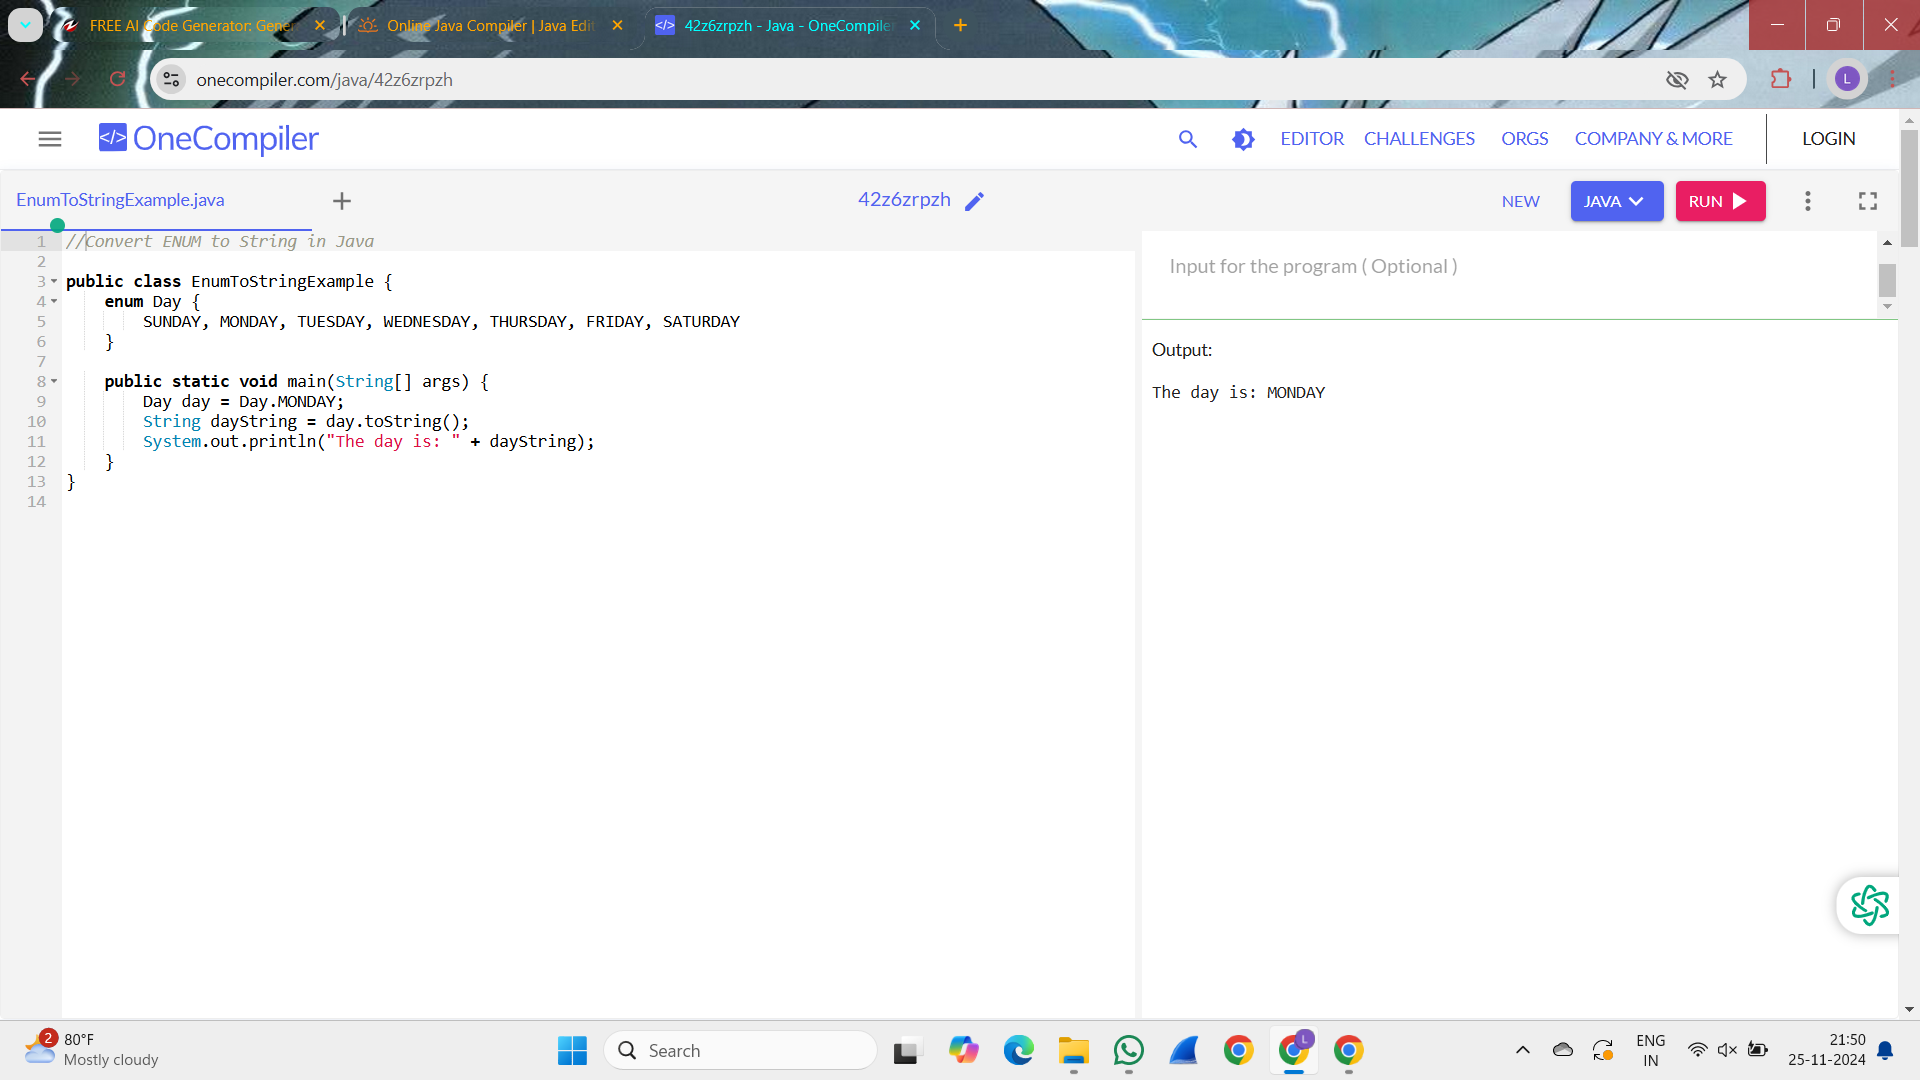 FREE AI Code Generator: Gener
Online Java Compiler | Java Edit
42z6zrpzh - Java - OneCompiler
onecompiler.com/java/42z6zrpzh
L
</> OneCompiler
EDITOR
CHALLENGES
ORGS
COMPANY & MORE
LOGIN
EnumToStringExample.java
42z6zrpzh
NEW
JAVA
RUN
1 //Convert ENUM to String in Java
2
3 public class EnumToStringExample {
4     enum Day {
5         SUNDAY, MONDAY, TUESDAY, WEDNESDAY, THURSDAY, FRIDAY, SATURDAY
6     }
7
8     public static void main(String[] args) {
9         Day day = Day.MONDAY;
10         String dayString = day.toString();
11         System.out.println("The day is: " + dayString);
12     }
13 }
14
Input for the program ( Optional )
Output:
The day is: MONDAY
2
80°F
Mostly cloudy
Search
L
ENG
IN
21:50
25-11-2024